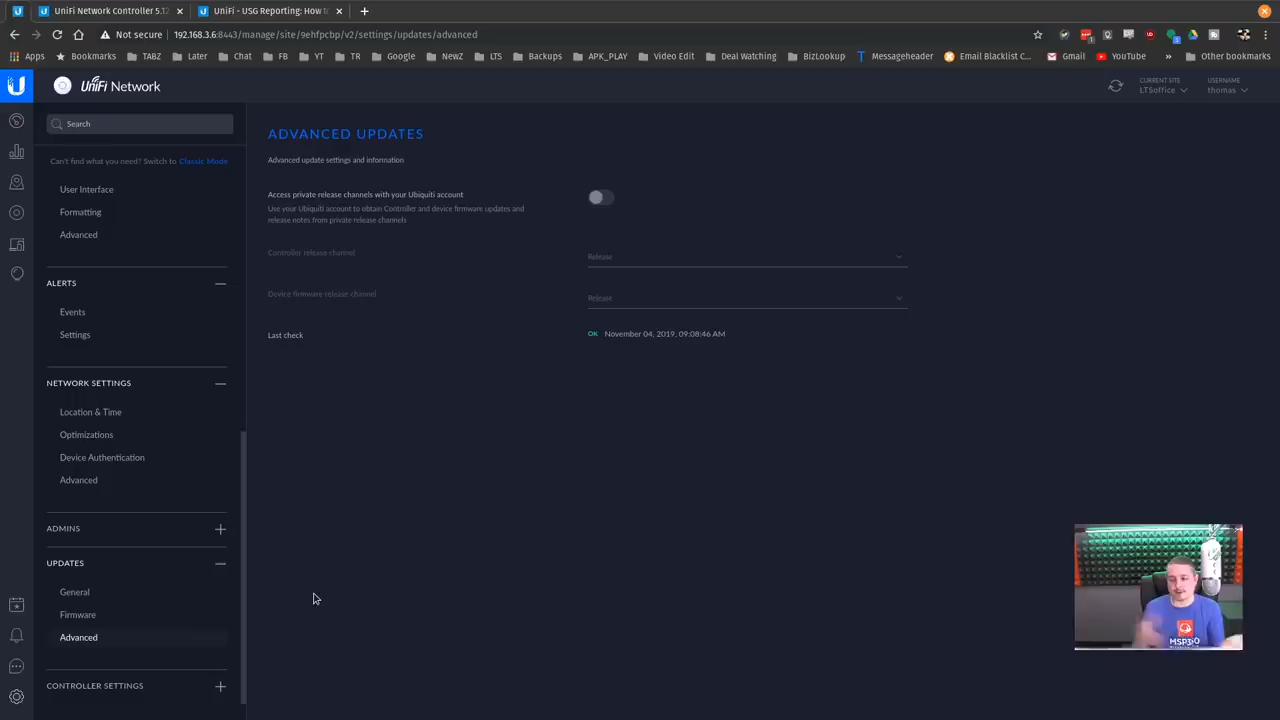 UniFi Network Controller 5.12
UniFi - USG Reporting: How to
Not secure
192.168.3.6:8443/manage/site/9ehfpcbp/v2/settings/updates/advanced
Apps
Bookmarks
TABZ
Later
Chat
FB
YT
TR
Google
NewZ
LTS
Backups
APK_PLAY
Video Edit
Deal Watching
BizLookup
Messageheader
Email Blacklist C...
Gmail
YouTube
»
Other bookmarks
UniFi Network
CURRENT SITE
LTSoffice
USERNAME
thomas
Search
Can't find what you need? Switch to Classic Mode
User Interface
Formatting
Advanced
ALERTS
Events
Settings
NETWORK SETTINGS
Location & Time
Optimizations
Device Authentication
Advanced
ADMINS
UPDATES
General
Firmware
Advanced
CONTROLLER SETTINGS
ADVANCED UPDATES
Advanced update settings and information
Access private release channels with your Ubiquiti account
Use your Ubiquiti account to obtain Controller and device firmware updates and
release notes from private release channels
Controller release channel
Release
Device firmware release channel
Release
Last check
OK November 04, 2019, 09:08:46 AM